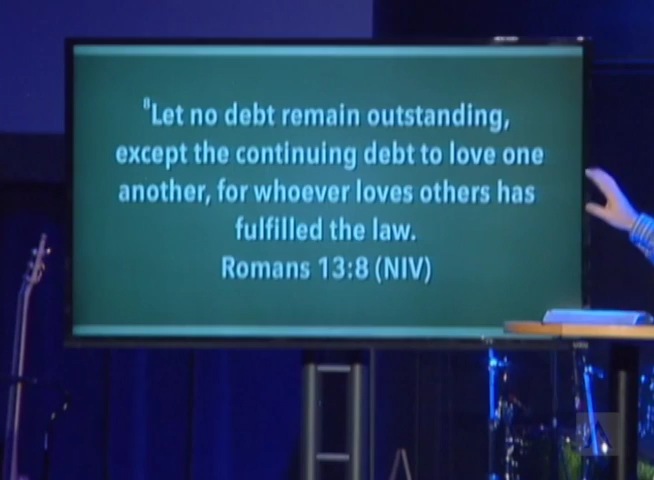 ⁸Let no debt remain outstanding,
except the continuing debt to love one
another, for whoever loves others has
fulfilled the law.
Romans 13:8 (NIV)